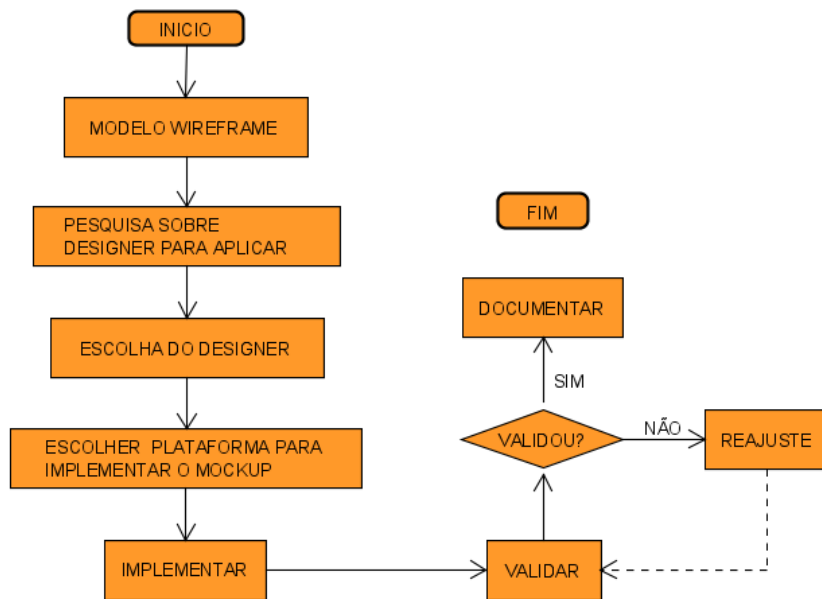 INICIO
MODELO WIREFRAME
PESQUISA SOBRE
DESIGNER PARA APLICAR
ESCOLHA DO DESIGNER
ESCOLHER PLATAFORMA PARA
IMPLEMENTAR O MOCKUP
IMPLEMENTAR
VALIDAR
VALIDOU?
NÃO
REAJUSTE
SIM
DOCUMENTAR
FIM